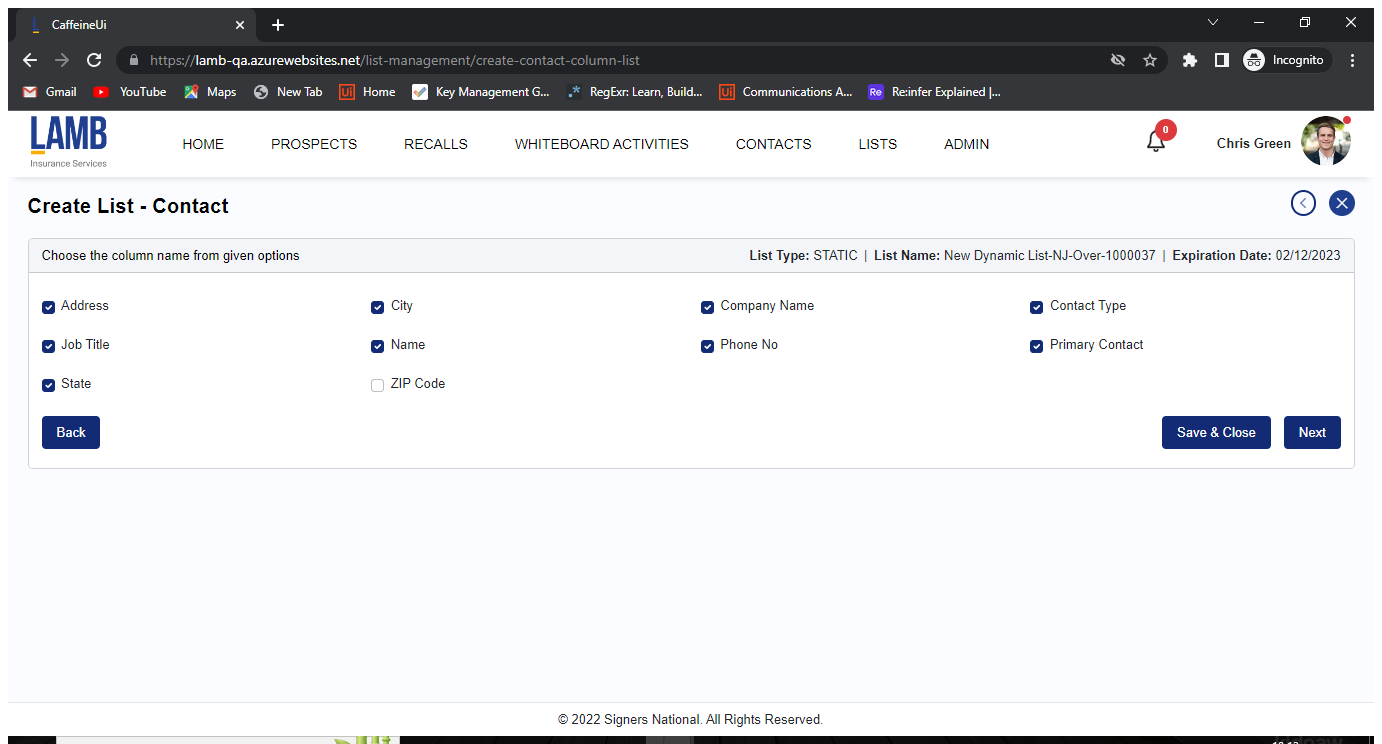 CaffeineUi
https://lamb-qa.azurewebsites.net/list-management/create-contact-column-list
Incognito
Gmail YouTube Maps New Tab Ui Home Key Management G... .* RegExr: Learn, Build... Ui Communications A... Re Re:infer Explained |...
LAMB
Insurance Services
HOME PROSPECTS RECALLS WHITEBOARD ACTIVITIES CONTACTS LISTS ADMIN 0 Chris Green
Create List - Contact
Choose the column name from given options List Type: STATIC | List Name: New Dynamic List-NJ-Over-1000037 | Expiration Date: 02/12/2023
Address City Company Name Contact Type
Job Title Name Phone No Primary Contact
State ZIP Code
Back Save & Close Next
© 2022 Signers National. All Rights Reserved.